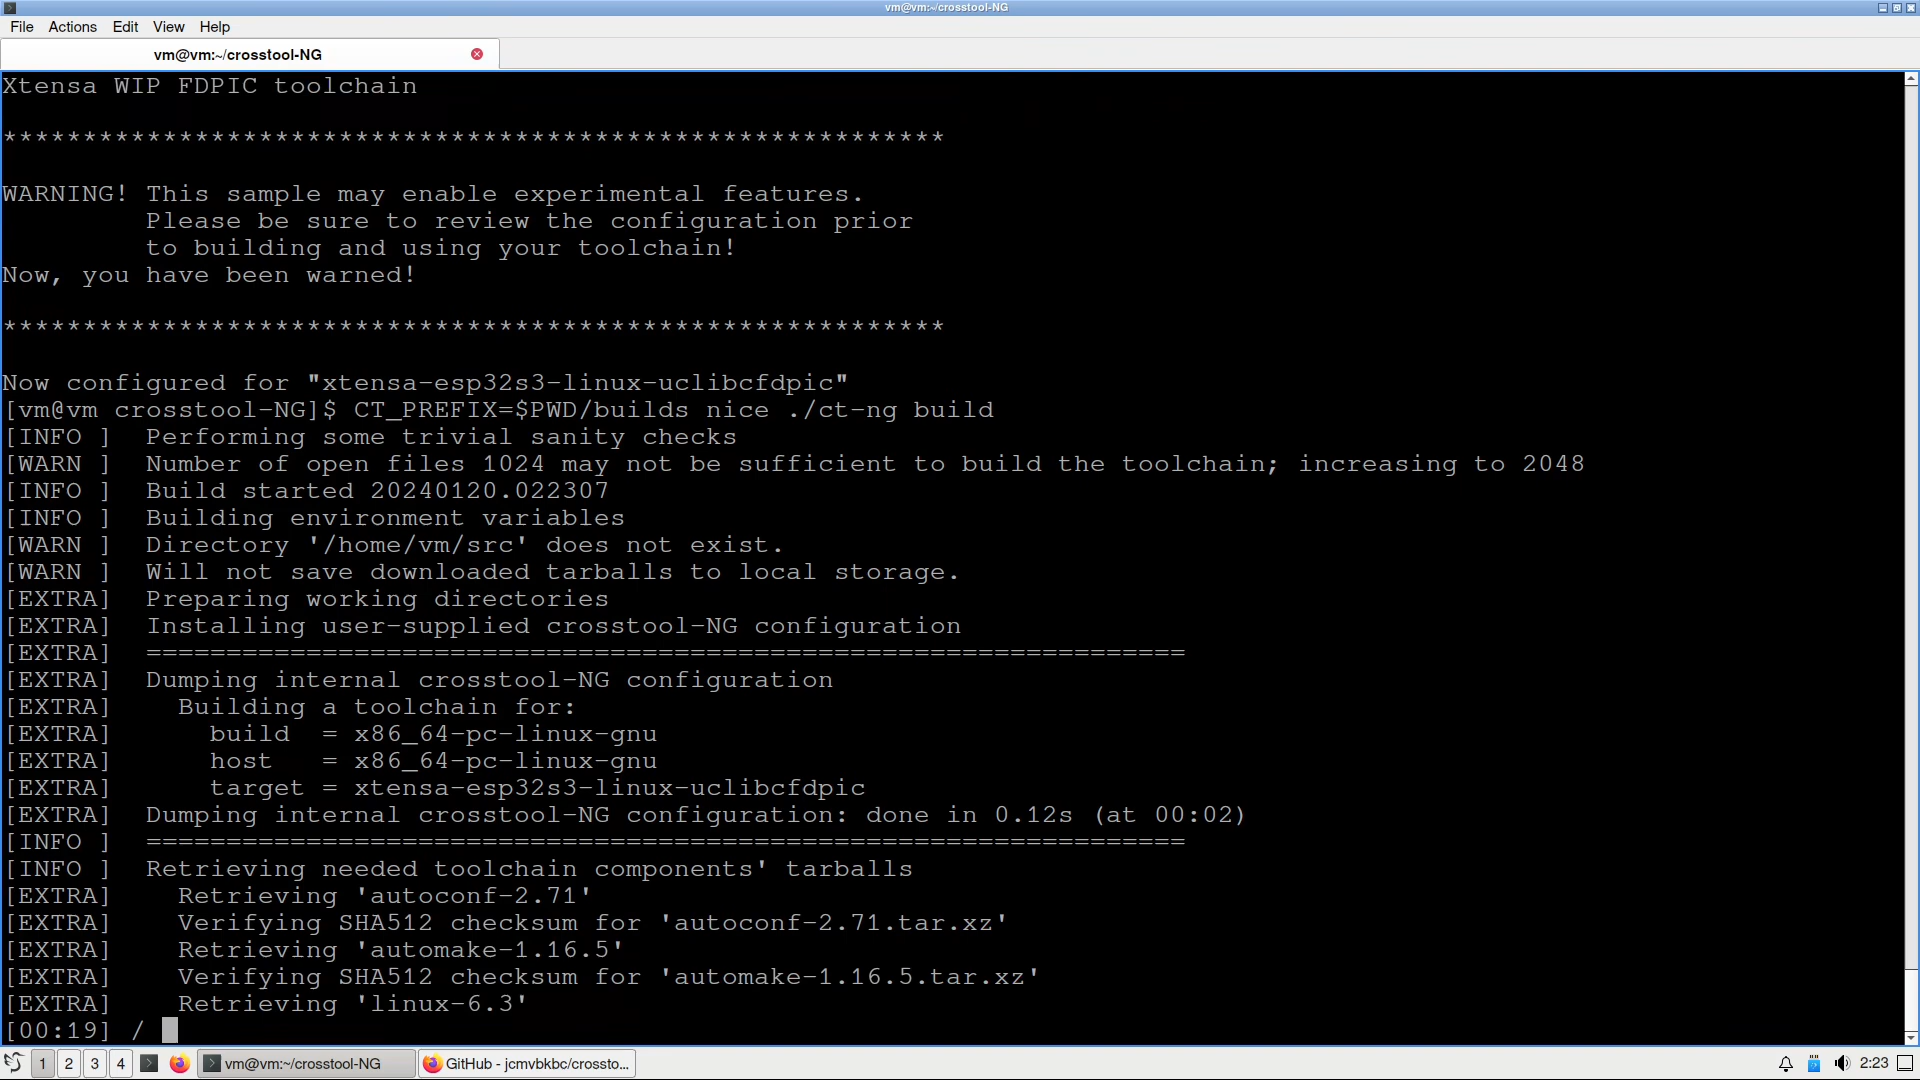 vm@vm:~/crosstool-NG
File Actions Edit View Help
vm@vm:~/crosstool-NG
Xtensa WIP FDPIC toolchain
***********************************************************
WARNING! This sample may enable experimental features.
Please be sure to review the configuration prior
to building and using your toolchain!
Now, you have been warned!
***********************************************************
Now configured for "xtensa-esp32s3-linux-uclibcfdpic"
[vm@vm crosstool-NG]$ CT_PREFIX=$PWD/builds nice ./ct-ng build
[INFO ]  Performing some trivial sanity checks
[WARN ]  Number of open files 1024 may not be sufficient to build the toolchain; increasing to 2048
[INFO ]  Build started 20240120.022307
[INFO ]  Building environment variables
[WARN ]  Directory '/home/vm/src' does not exist.
[WARN ]  Will not save downloaded tarballs to local storage.
[EXTRA]  Preparing working directories
[EXTRA]  Installing user-supplied crosstool-NG configuration
[EXTRA]  =================================================================
[EXTRA]  Dumping internal crosstool-NG configuration
[EXTRA]    Building a toolchain for:
[EXTRA]      build  = x86_64-pc-linux-gnu
[EXTRA]      host   = x86_64-pc-linux-gnu
[EXTRA]      target = xtensa-esp32s3-linux-uclibcfdpic
[EXTRA]  Dumping internal crosstool-NG configuration: done in 0.12s (at 00:02)
[INFO ]  =================================================================
[INFO ]  Retrieving needed toolchain components' tarballs
[EXTRA]    Retrieving 'autoconf-2.71'
[EXTRA]    Verifying SHA512 checksum for 'autoconf-2.71.tar.xz'
[EXTRA]    Retrieving 'automake-1.16.5'
[EXTRA]    Verifying SHA512 checksum for 'automake-1.16.5.tar.xz'
[EXTRA]    Retrieving 'linux-6.3'
[00:19] /
1 2 3 4 vm@vm:~/crosstool-NG GitHub - jcmvbkbc/crossto... 2:23